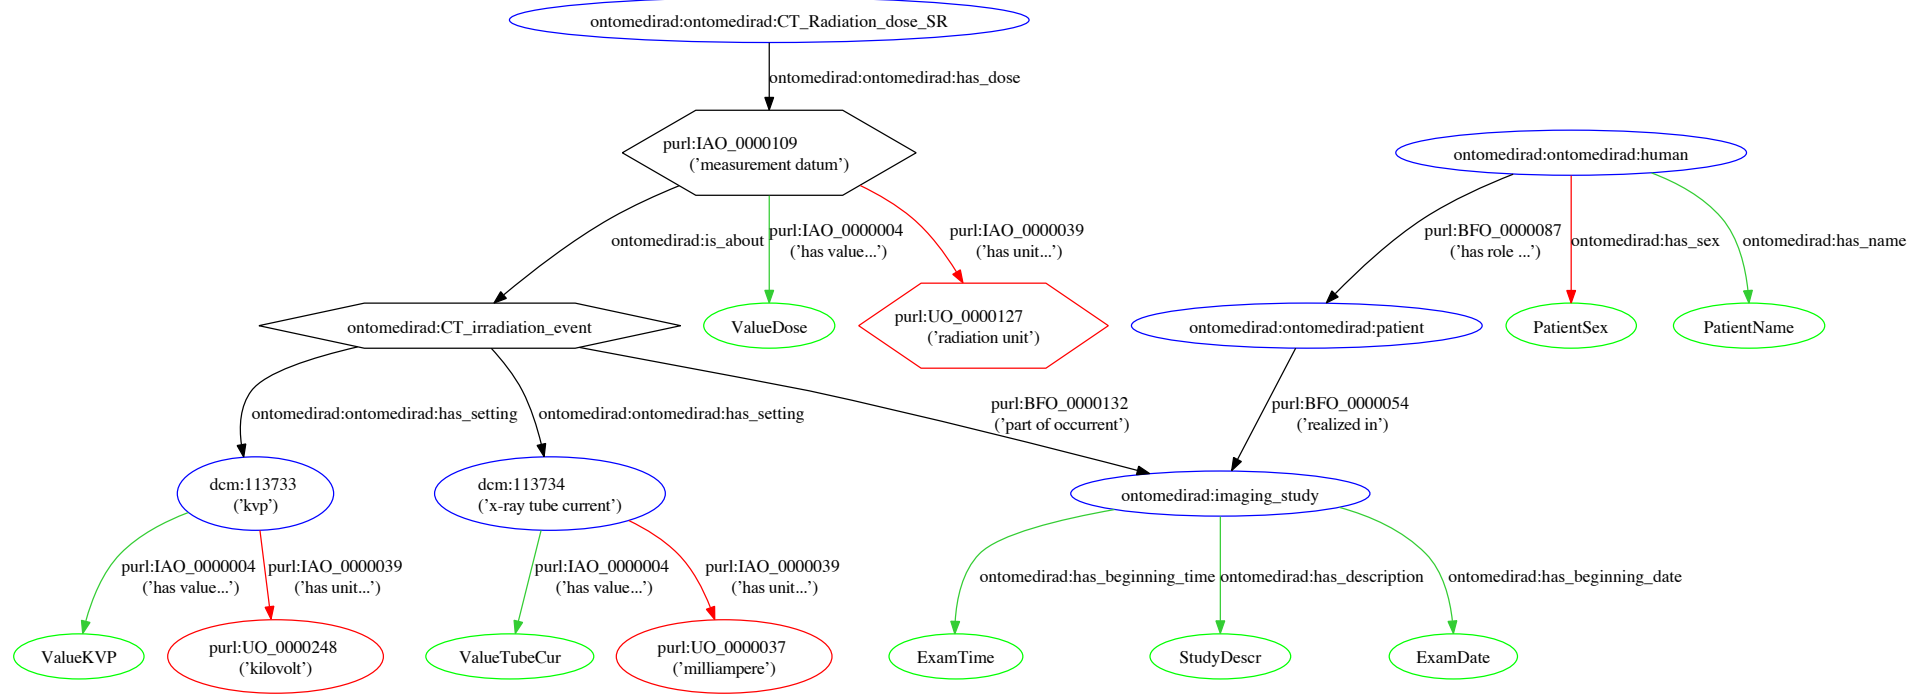 ontomedirad:ontomedirad:CT_Radiation_dose_SR
ontomedirad:ontomedirad:has_dose
purl:IAO_0000109
('measurement datum')
ontomedirad:ontomedirad:human
ontomedirad:is_about
purl:IAO_0000004
('has value...')
purl:IAO_0000039
('has unit...')
purl:BFO_0000087
('has role ...')
ontomedirad:has_sex
ontomedirad:has_name
ontomedirad:CT_irradiation_event
ValueDose
purl:UO_0000127
('radiation unit')
ontomedirad:ontomedirad:patient
PatientSex
PatientName
ontomedirad:ontomedirad:has_setting
ontomedirad:ontomedirad:has_setting
purl:BFO_0000132
('part of occurrent')
purl:BFO_0000054
('realized in')
dcm:113733
('kvp')
dcm:113734
('x-ray tube current')
ontomedirad:imaging_study
purl:IAO_0000004
('has value...')
purl:IAO_0000039
('has unit...')
purl:IAO_0000004
('has value...')
purl:IAO_0000039
('has unit...')
ontomedirad:has_beginning_time
ontomedirad:has_description
ontomedirad:has_beginning_date
ValueKVP
purl:UO_0000248
('kilovolt')
ValueTubeCur
purl:UO_0000037
('milliampere')
ExamTime
StudyDescr
ExamDate